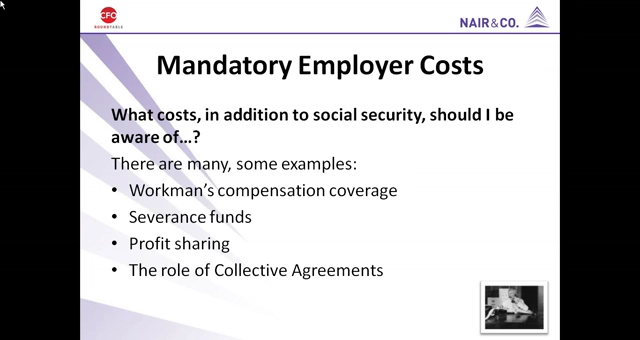 CFO
ROUNDTABLE
NAIR&CO.
Mandatory Employer Costs
What costs, in addition to social security, should I be
aware of…?
There are many, some examples:
• Workman's compensation coverage
• Severance funds
• Profit sharing
• The role of Collective Agreements